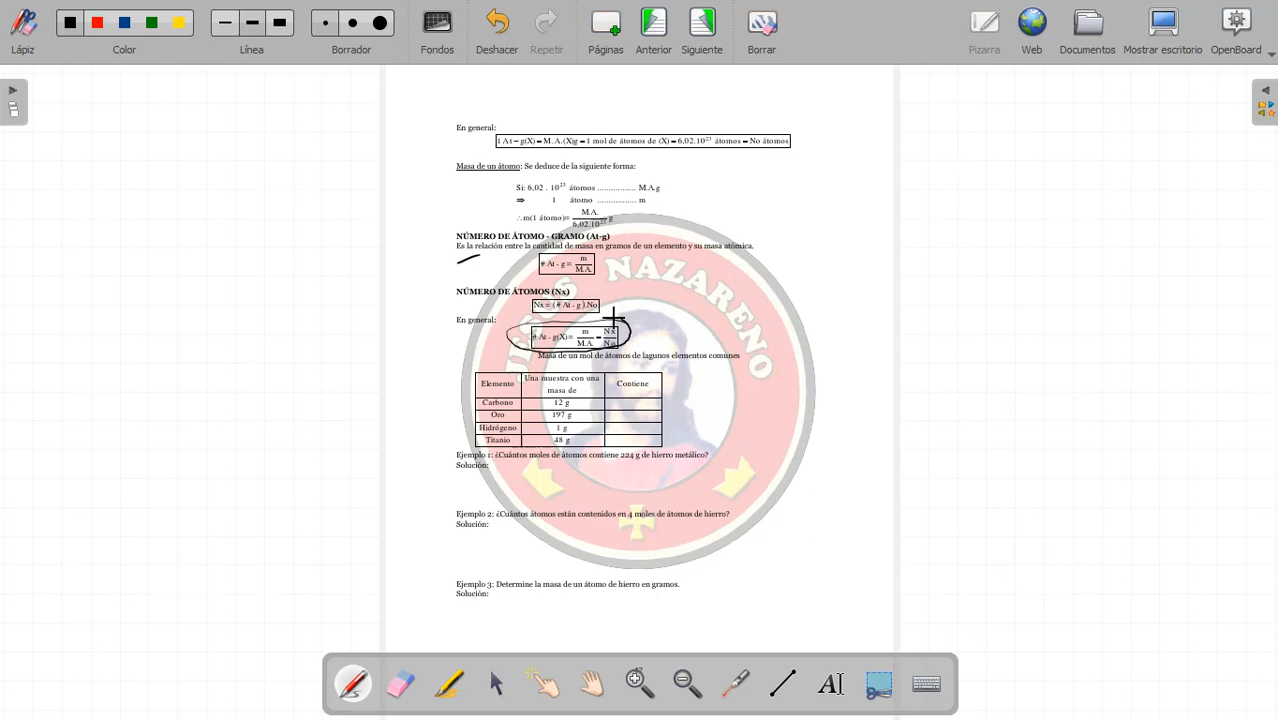 Lápiz
Color
Línea
Borrador
Fondos
Deshacer
Repetir
Páginas
Anterior
Siguiente
Borrar
Pizarra
Web
Documentos
Mostrar escritorio
OpenBoard
En general:
1 At – g(X) = M.A.(X)g = 1 mol de átomos de (X) = 6,02.10²³ átomos = No átomos
Masa de un átomo: Se deduce de la siguiente forma:
Si: 6,02 . 10²³ átomos ................ M.A.g
⇒ 1 átomo ................ m
∴m(1 átomo)= M.A. / 6,02.10²³ g
NÚMERO DE ÁTOMO - GRAMO (At-g)
Es la relación entre la cantidad de masa en gramos de un elemento y su masa atómica.
# At - g = m / M.A.
NÚMERO DE ÁTOMOS (Nx)
Nx = (# At - g ).No
En general:
# At - g(X) = m / M.A. = Nx / No
Masa de un mol de átomos de lagunos elementos comunes
Elemento Una muestra con una masa de Contiene
Carbono 12 g
Oro 197 g
Hidrógeno 1 g
Titanio 48 g
Ejemplo 1: ¿Cuántos moles de átomos contiene 224 g de hierro metálico?
Solución:
Ejemplo 2: ¿Cuántos átomos están contenidos en 4 moles de átomos de hierro?
Solución:
Ejemplo 3: Determine la masa de un átomo de hierro en gramos.
Solución:
NAZARENO
AI